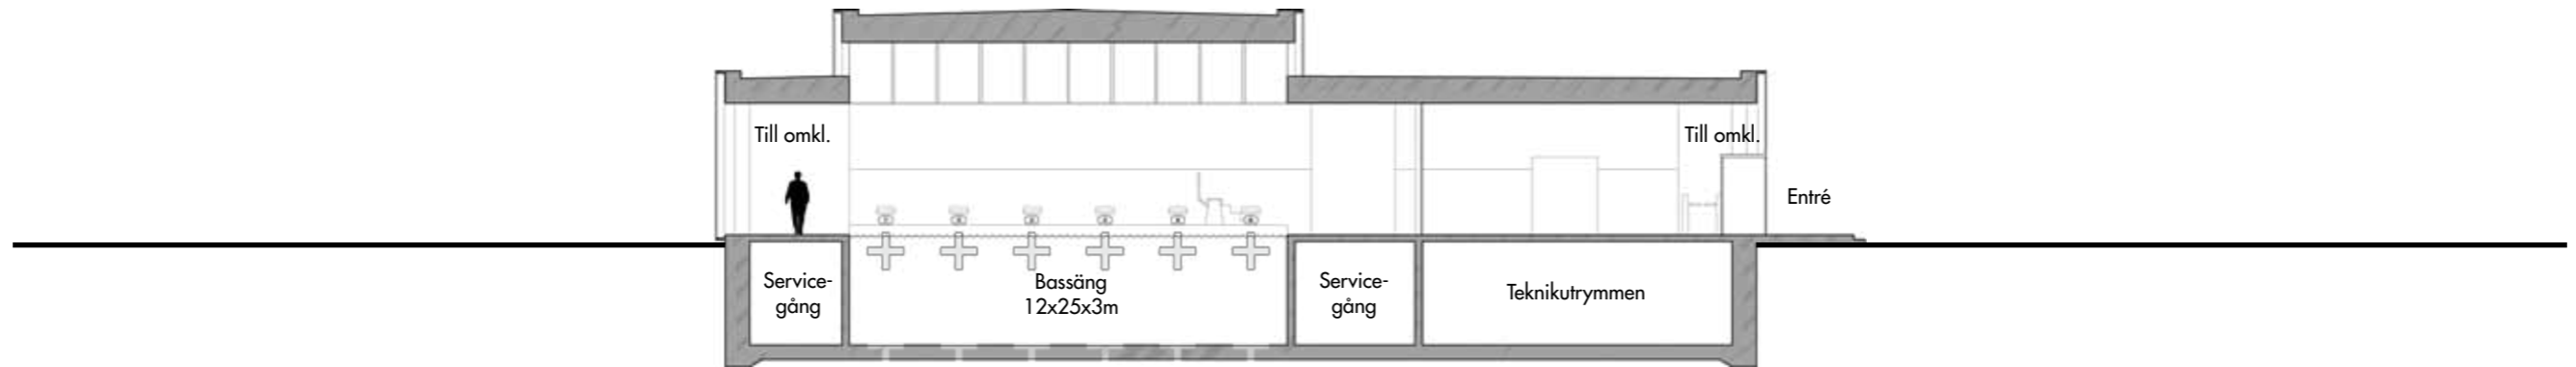 Till omkl.
Till omkl.
Entré
Service-
gång
Bassäng
12x25x3m
Service-
gång
Teknikutrymmen